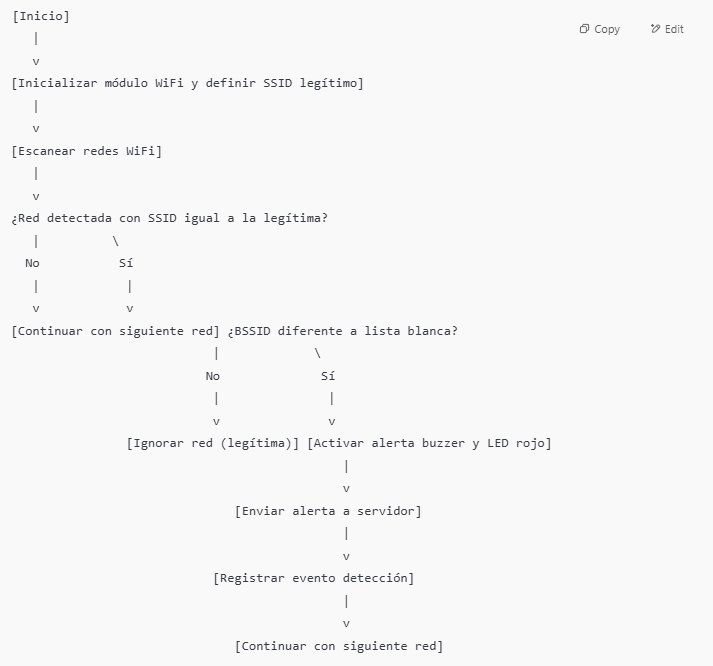 [Inicio]
|
v
[Inicializar módulo WiFi y definir SSID legítimo]
|
v
[Escanear redes WiFi]
|
v
¿Red detectada con SSID igual a la legítima?
| \
No Sí
| |
v v
[Continuar con siguiente red] ¿BSSID diferente a lista blanca?
| \
No Sí
| |
v v
[Ignorar red (legítima)] [Activar alerta buzzer y LED rojo]
|
v
[Enviar alerta a servidor]
|
v
[Registrar evento detección]
|
v
[Continuar con siguiente red]
Copy Edit